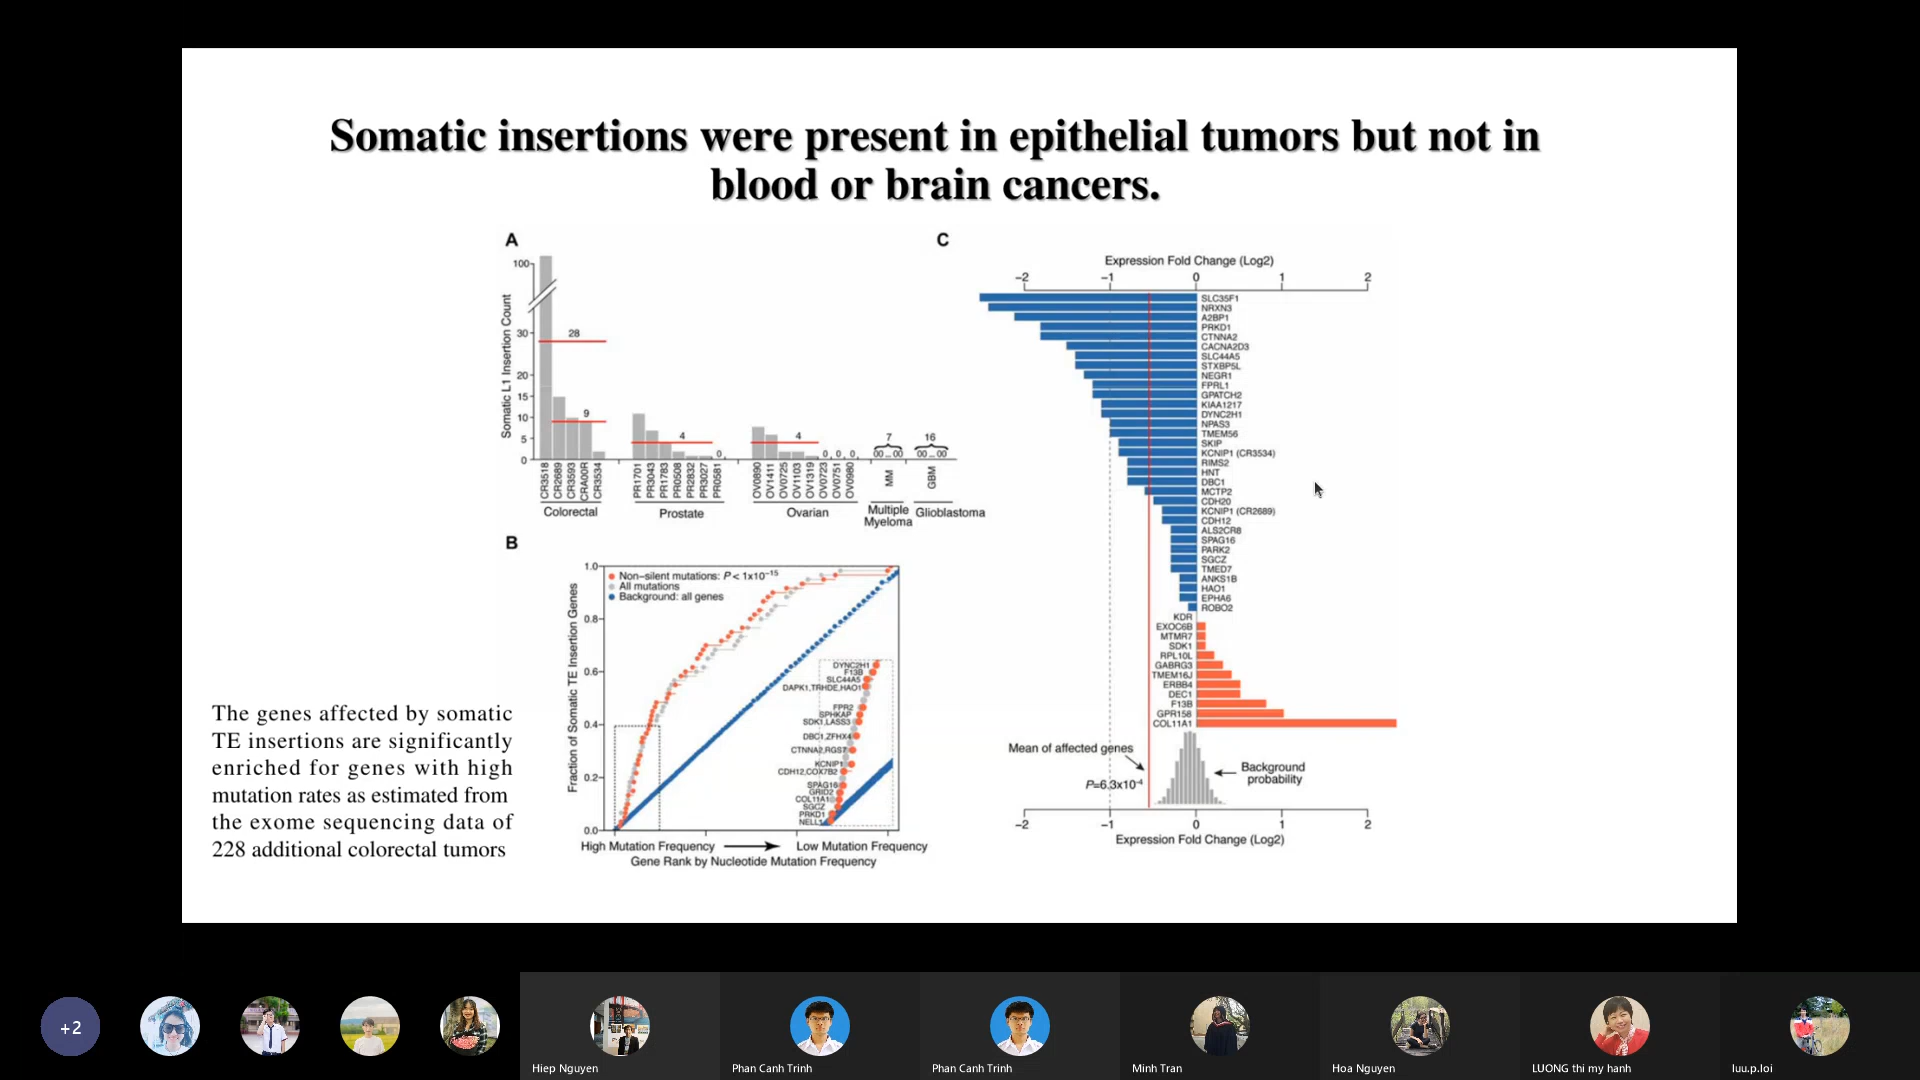 Somatic insertions were present in epithelial tumors but not in
blood or brain cancers.
A
Somatic L1 Insertion Count
100
30
20
15
10
5
0
28
9
4
0
4
0 0 0
7
00 ... 00
16
00 ... 00
CR3518
CR2689
CR3593
CRA00R
CR3534
PR1701
PR3043
PR1783
PR0508
PR2832
PR3027
PR0581
OV0890
OV1411
OV0725
OV1103
OV1319
OV0723
OV0751
OV0980
MM
GBM
Colorectal
Prostate
Ovarian
Multiple
Myeloma
Glioblastoma
B
Fraction of Somatic TE Insertion Genes
1.0
0.8
0.6
0.4
0.2
0.0
Non-silent mutations: P < 1x10⁻¹⁵
All mutations
Background: all genes
DYNC2H1
F13B
SLC44A5
DAPK1,TRHDE,HAO1
FPR2
SPHKAP
SDK1,LASS3
DBC1,ZFHX4
CTNNA2,RGS7
KCNIP1
CDH12,COX7B2
SPAG16
GRID2
COL11A1
SGCZ
PRKD1
NELL1
High Mutation Frequency
Low Mutation Frequency
Gene Rank by Nucleotide Mutation Frequency
C
Expression Fold Change (Log2)
−2 −1 0 1 2
SLC35F1
NRXN3
A2BP1
PRKD1
CTNNA2
CACNA2D3
SLC44A5
STXBP5L
NEGR1
FPRL1
GPATCH2
KIAA1217
DYNC2H1
NPAS3
TMEM56
SKIP
KCNIP1 (CR3534)
RIMS2
HNT
DBC1
MCTP2
CDH20
KCNIP1 (CR2689)
CDH12
ALS2CR8
SPAG16
PARK2
SGCZ
TMED7
ANKS1B
HAO1
EPHA6
ROBO2
KDR
EXOC6B
MTMR7
SDK1
RPL10L
GABRG3
TMEM16J
ERBB4
DEC1
F13B
GPR158
COL11A1
Mean of affected genes
P=6.3x10⁻⁴
Background
probability
−2 −1 0 1 2
Expression Fold Change (Log2)
The genes affected by somatic
TE insertions are significantly
enriched for genes with high
mutation rates as estimated from
the exome sequencing data of
228 additional colorectal tumors
+2
Hiep Nguyen
Phan Canh Trinh
Phan Canh Trinh
Minh Tran
Hoa Nguyen
LUONG thi my hanh
luu.p.loi